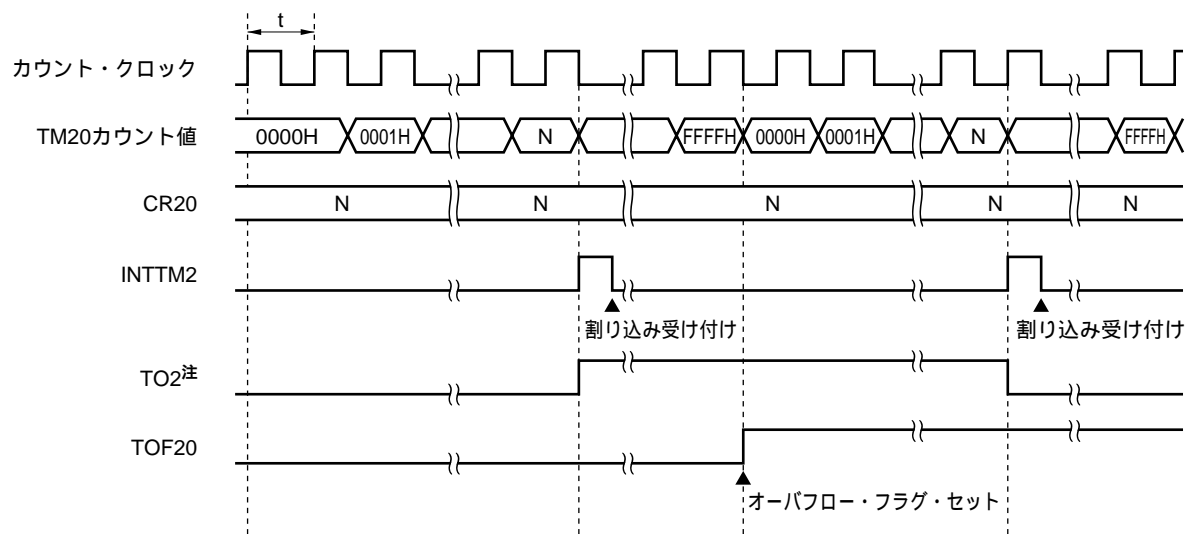 t
カウント・クロック
TM20カウント値 0000H 0001H N FFFFH 0000H 0001H N FFFFH
CR20 N N N N N
INTTM2
割り込み受け付け 割り込み受け付け
TO2注
TOF20
オーバフロー・フラグ・セット